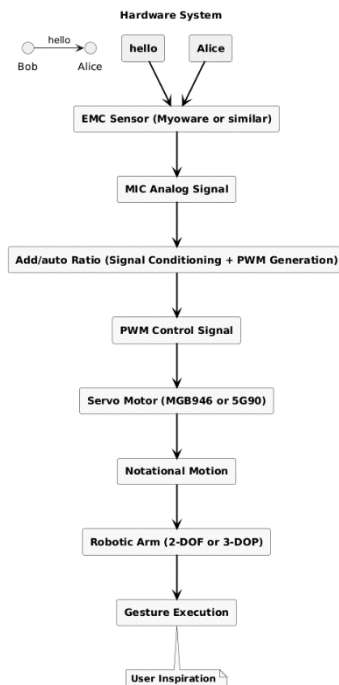 Hardware System
hello
Bob
Alice
hello
Alice
EMC Sensor (Myoware or similar)
MIC Analog Signal
Add/auto Ratio (Signal Conditioning + PWM Generation)
PWM Control Signal
Servo Motor (MGB946 or 5G90)
Notational Motion
Robotic Arm (2-DOF or 3-DOP)
Gesture Execution
User Inspiration